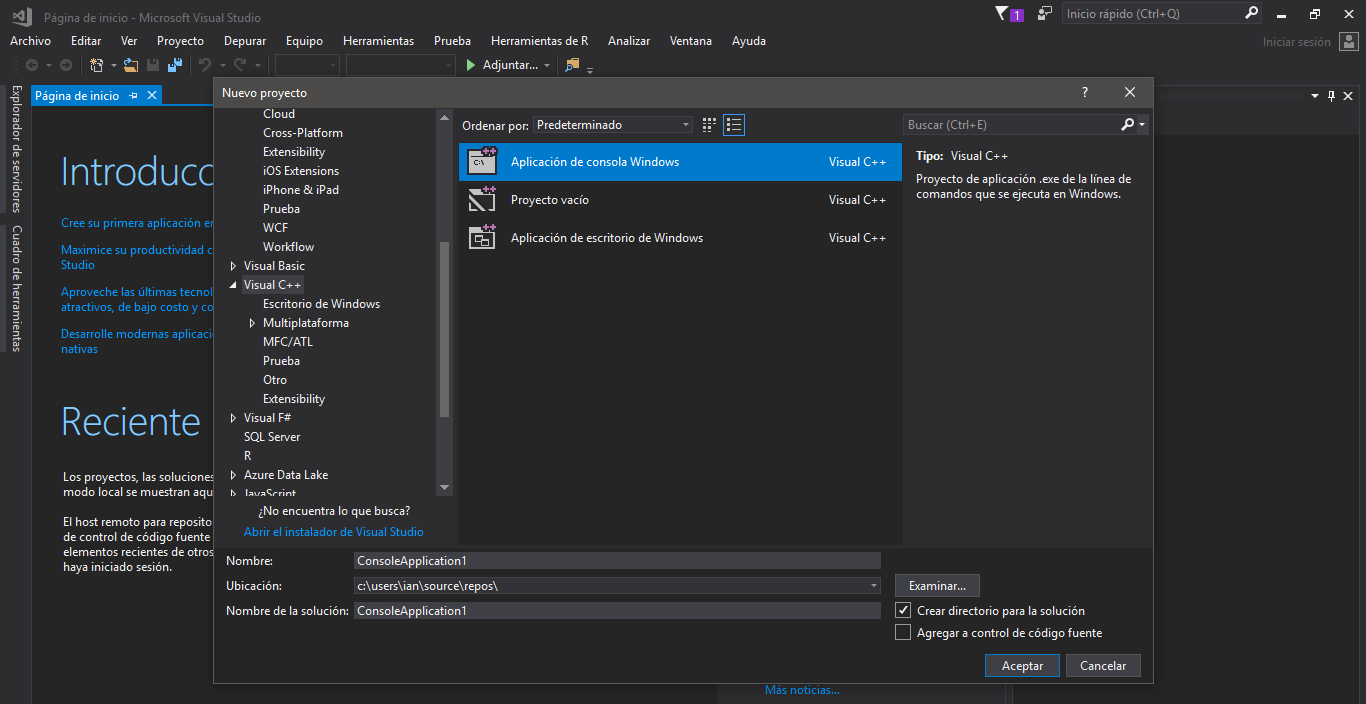 Página de inicio - Microsoft Visual Studio
1
Inicio rápido (Ctrl+Q)
Archivo Editar Ver Proyecto Depurar Equipo Herramientas Prueba Herramientas de R Analizar Ventana Ayuda
Iniciar sesión
Adjuntar...
Explorador de servidores
Cuadro de herramientas
Página de inicio
Introducc
Cree su primera aplicación en
Maximice su productividad c
Studio
Aproveche las últimas tecnol
atractivos, de bajo costo y co
Desarrolle modernas aplicaci
nativas
Reciente
Los proyectos, las soluciones
modo local se muestran aqu
El host remoto para reposito
de control de código fuente
elementos recientes de otros
haya iniciado sesión.
Nuevo proyecto
?
Cloud
Cross-Platform
Extensibility
iOS Extensions
iPhone & iPad
Prueba
WCF
Workflow
Visual Basic
Visual C++
Escritorio de Windows
Multiplataforma
MFC/ATL
Prueba
Otro
Extensibility
Visual F#
SQL Server
R
Azure Data Lake
JavaScript
¿No encuentra lo que busca?
Abrir el instalador de Visual Studio
Ordenar por: Predeterminado
Aplicación de consola Windows Visual C++
Proyecto vacío Visual C++
Aplicación de escritorio de Windows Visual C++
Buscar (Ctrl+E)
Tipo: Visual C++
Proyecto de aplicación .exe de la línea de
comandos que se ejecuta en Windows.
Nombre: ConsoleApplication1
Ubicación: c:\users\ian\source\repos\
Examinar...
Nombre de la solución: ConsoleApplication1
Crear directorio para la solución
Agregar a control de código fuente
Aceptar Cancelar
Más noticias...